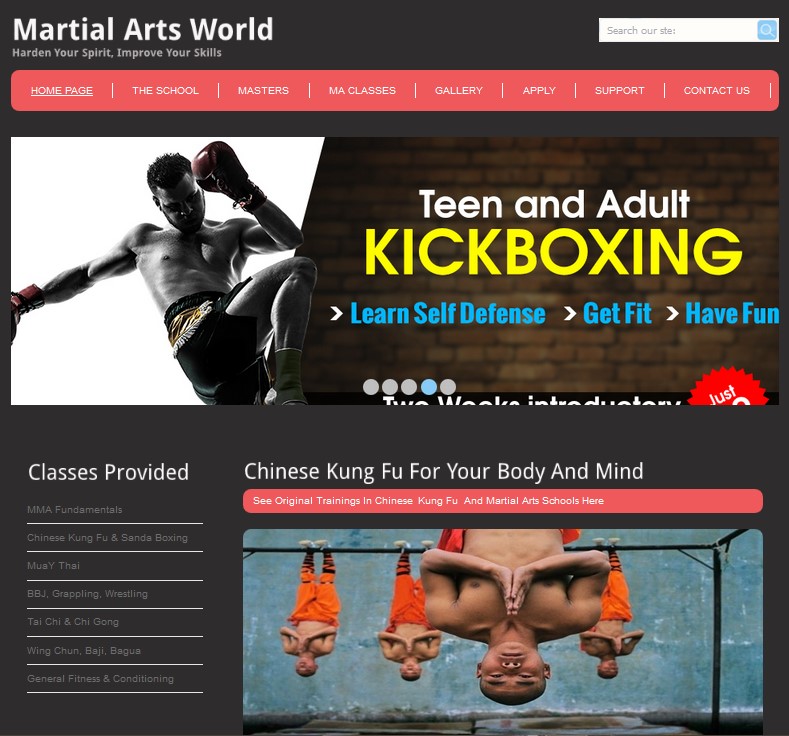 Martial Arts World
Harden Your Spirit, Improve Your Skills
Search our ste:
HOME PAGE
THE SCHOOL
MASTERS
MA CLASSES
GALLERY
APPLY
SUPPORT
CONTACT US
Teen and Adult
KICKBOXING
Learn Self Defense
Get Fit
Have Fun
Two Weeks introductory
Just
Classes Provided
MMA Fundamentals
Chinese Kung Fu & Sanda Boxing
MuaY Thai
BBJ, Grappling, Wrestling
Tai Chi & Chi Gong
Wing Chun, Baji, Bagua
General Fitness & Conditioning
Chinese Kung Fu For Your Body And Mind
See Original Trainings In Chinese Kung Fu And Martial Arts Schools Here